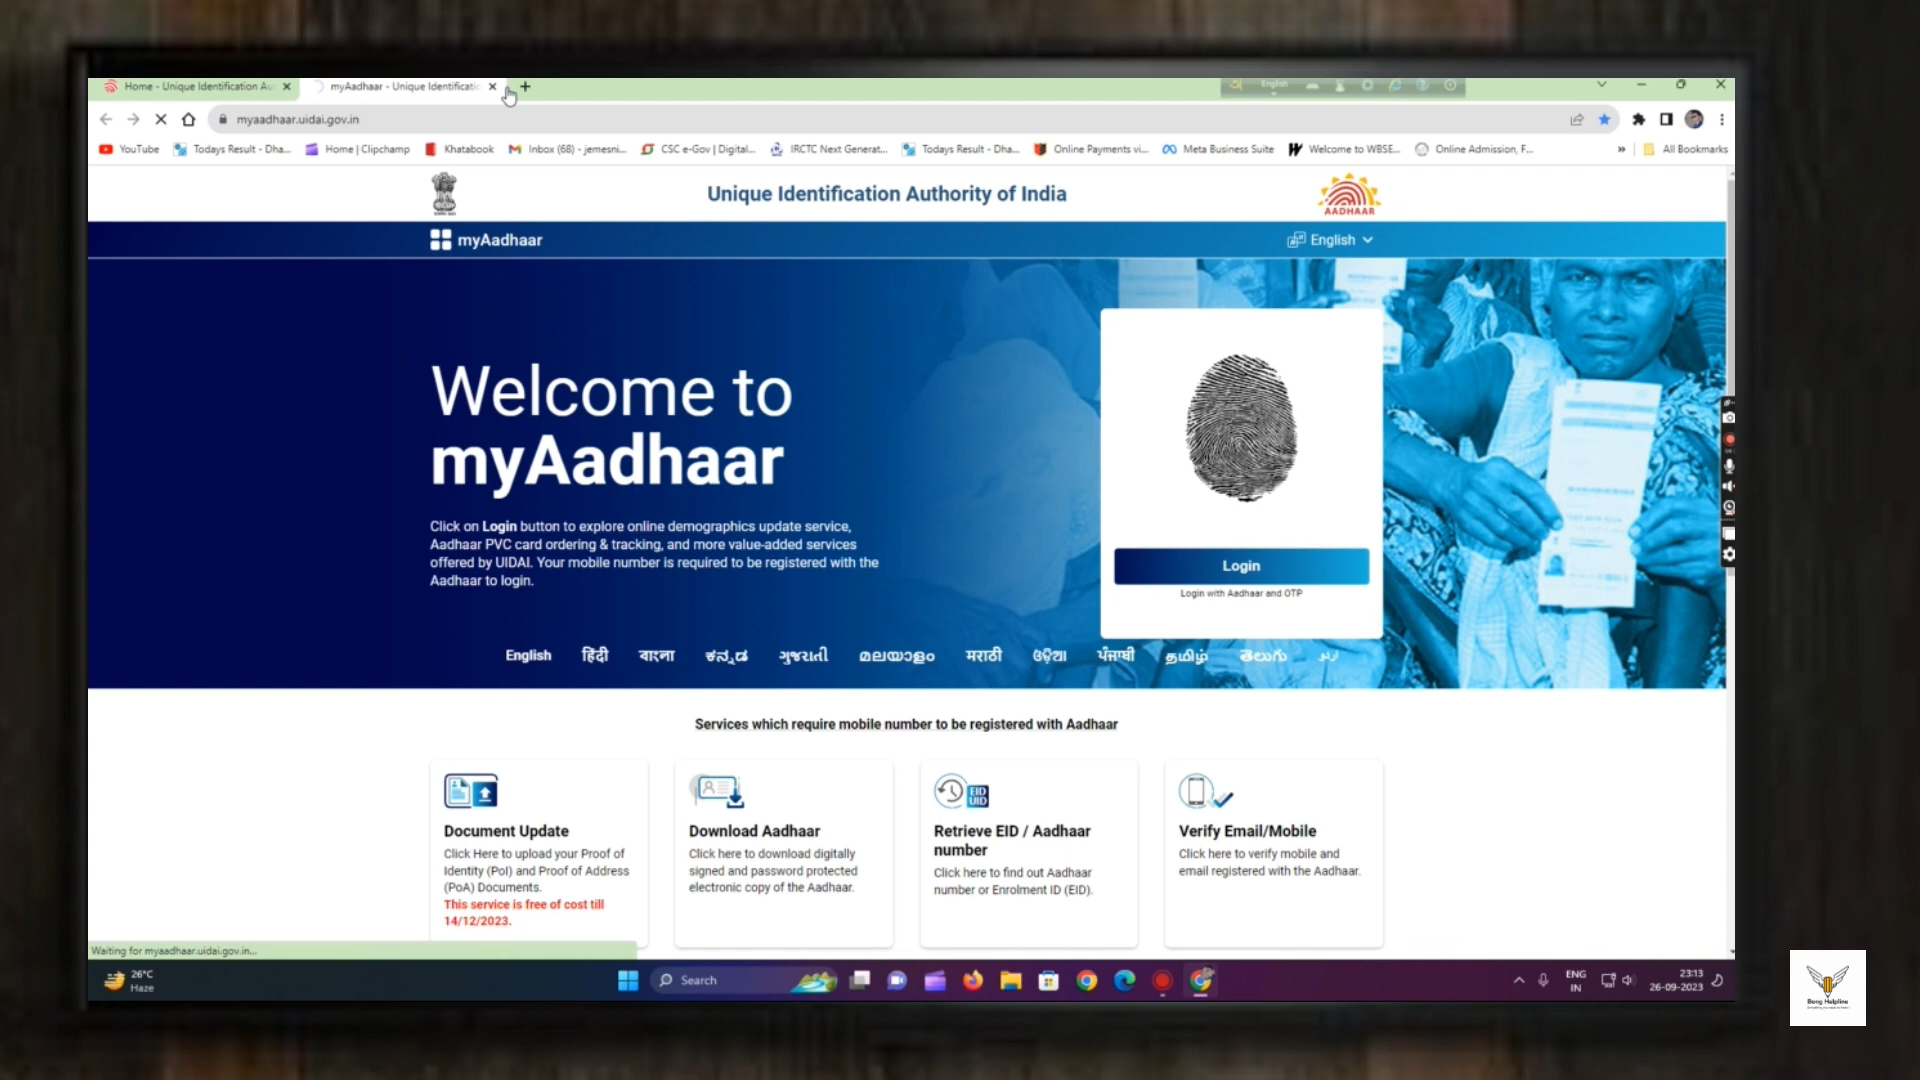 Home - Unique Identification Au
myAadhaar - Unique Identificatio
English
myaadhaar.uidai.gov.in
YouTube
Todays Result - Dha...
Home | Clipchamp
Khatabook
Inbox (68) - jemesni...
CSC e-Gov | Digital...
IRCTC Next Generat...
Todays Result - Dha...
Online Payments vi...
Meta Business Suite
Welcome to WBSE...
Online Admission, F...
»
All Bookmarks
Unique Identification Authority of India
AADHAAR
myAadhaar
English
Welcome to
myAadhaar
Click on Login button to explore online demographics update service,
Aadhaar PVC card ordering & tracking, and more value-added services
offered by UIDAI. Your mobile number is required to be registered with the
Aadhaar to login.
Login
Login with Aadhaar and OTP
English हिंदी বাংলা ಕನ್ನಡ ગુજરાતી മലയാളം मराठी ଓଡ଼ିଆ ਪੰਜਾਬੀ தமிழ் తెలుగు اردو
Services which require mobile number to be registered with Aadhaar
Document Update
Click Here to upload your Proof of
Identity (PoI) and Proof of Address
(PoA) Documents.
This service is free of cost till
14/12/2023.
Download Aadhaar
Click here to download digitally
signed and password protected
electronic copy of the Aadhaar.
EID
UID
Retrieve EID / Aadhaar
number
Click here to find out Aadhaar
number or Enrolment ID (EID).
Verify Email/Mobile
Click here to verify mobile and
email registered with the Aadhaar.
Waiting for myaadhaar.uidai.gov.in...
26°C
Haze
Search
ENG
IN
23:13
26-09-2023
Beng Helpline